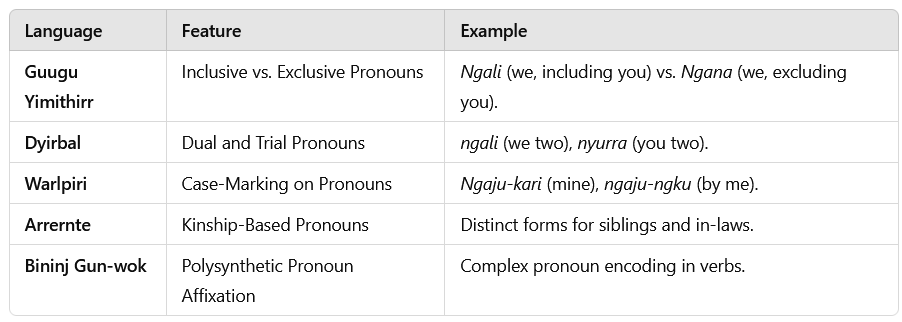 Language Feature Example
Guugu Yimithirr Inclusive vs. Exclusive Pronouns Ngali (we, including you) vs. Ngana (we, excluding you).
Dyirbal Dual and Trial Pronouns ngali (we two), nyurra (you two).
Warlpiri Case-Marking on Pronouns Ngaju-kari (mine), ngaju-ngku (by me).
Arrernte Kinship-Based Pronouns Distinct forms for siblings and in-laws.
Bininj Gun-wok Polysynthetic Pronoun Affixation Complex pronoun encoding in verbs.